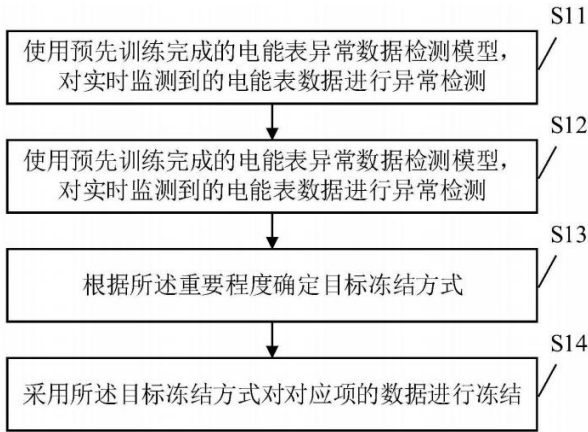 S11
使用预先训练完成的电能表异常数据检测模型，
对实时监测到的电能表数据进行异常检测
S12
使用预先训练完成的电能表异常数据检测模型，
对实时监测到的电能表数据进行异常检测
S13
根据所述重要程度确定目标冻结方式
S14
采用所述目标冻结方式对对应项的数据进行冻结